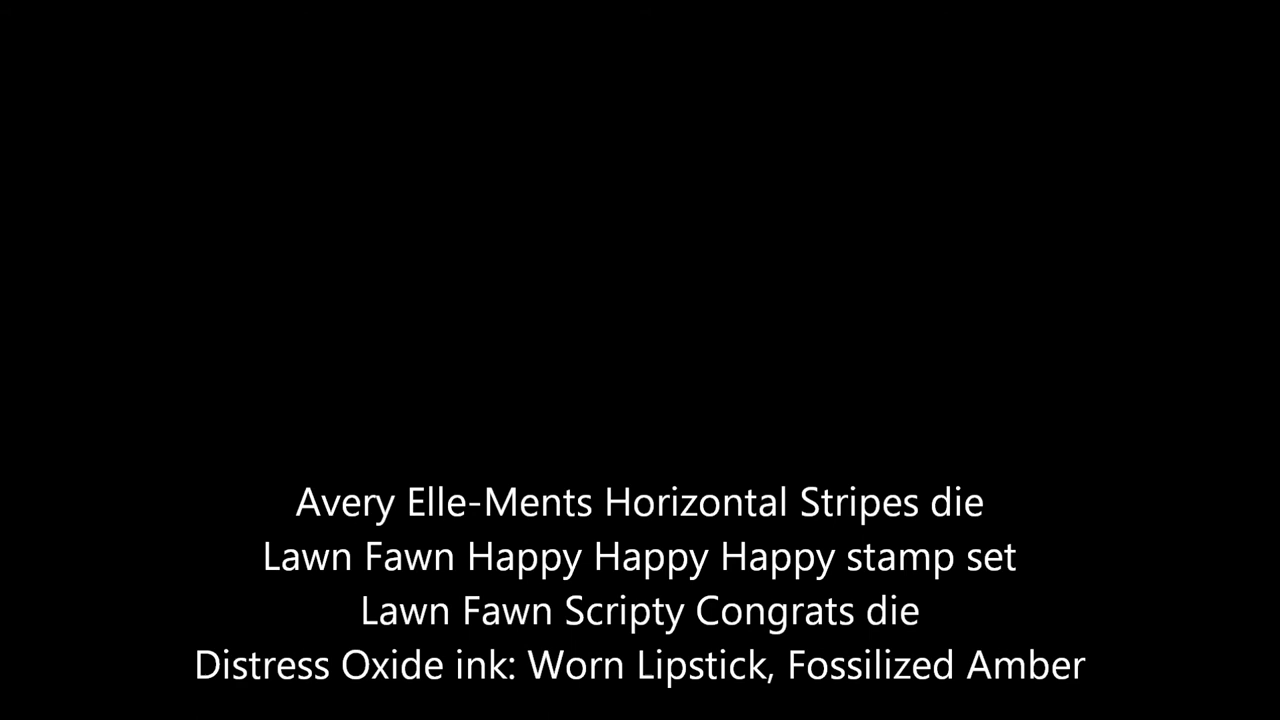 Avery Elle-Ments Horizontal Stripes die
Lawn Fawn Happy Happy Happy stamp set
Lawn Fawn Scripty Congrats die
Distress Oxide ink: Worn Lipstick, Fossilized Amber